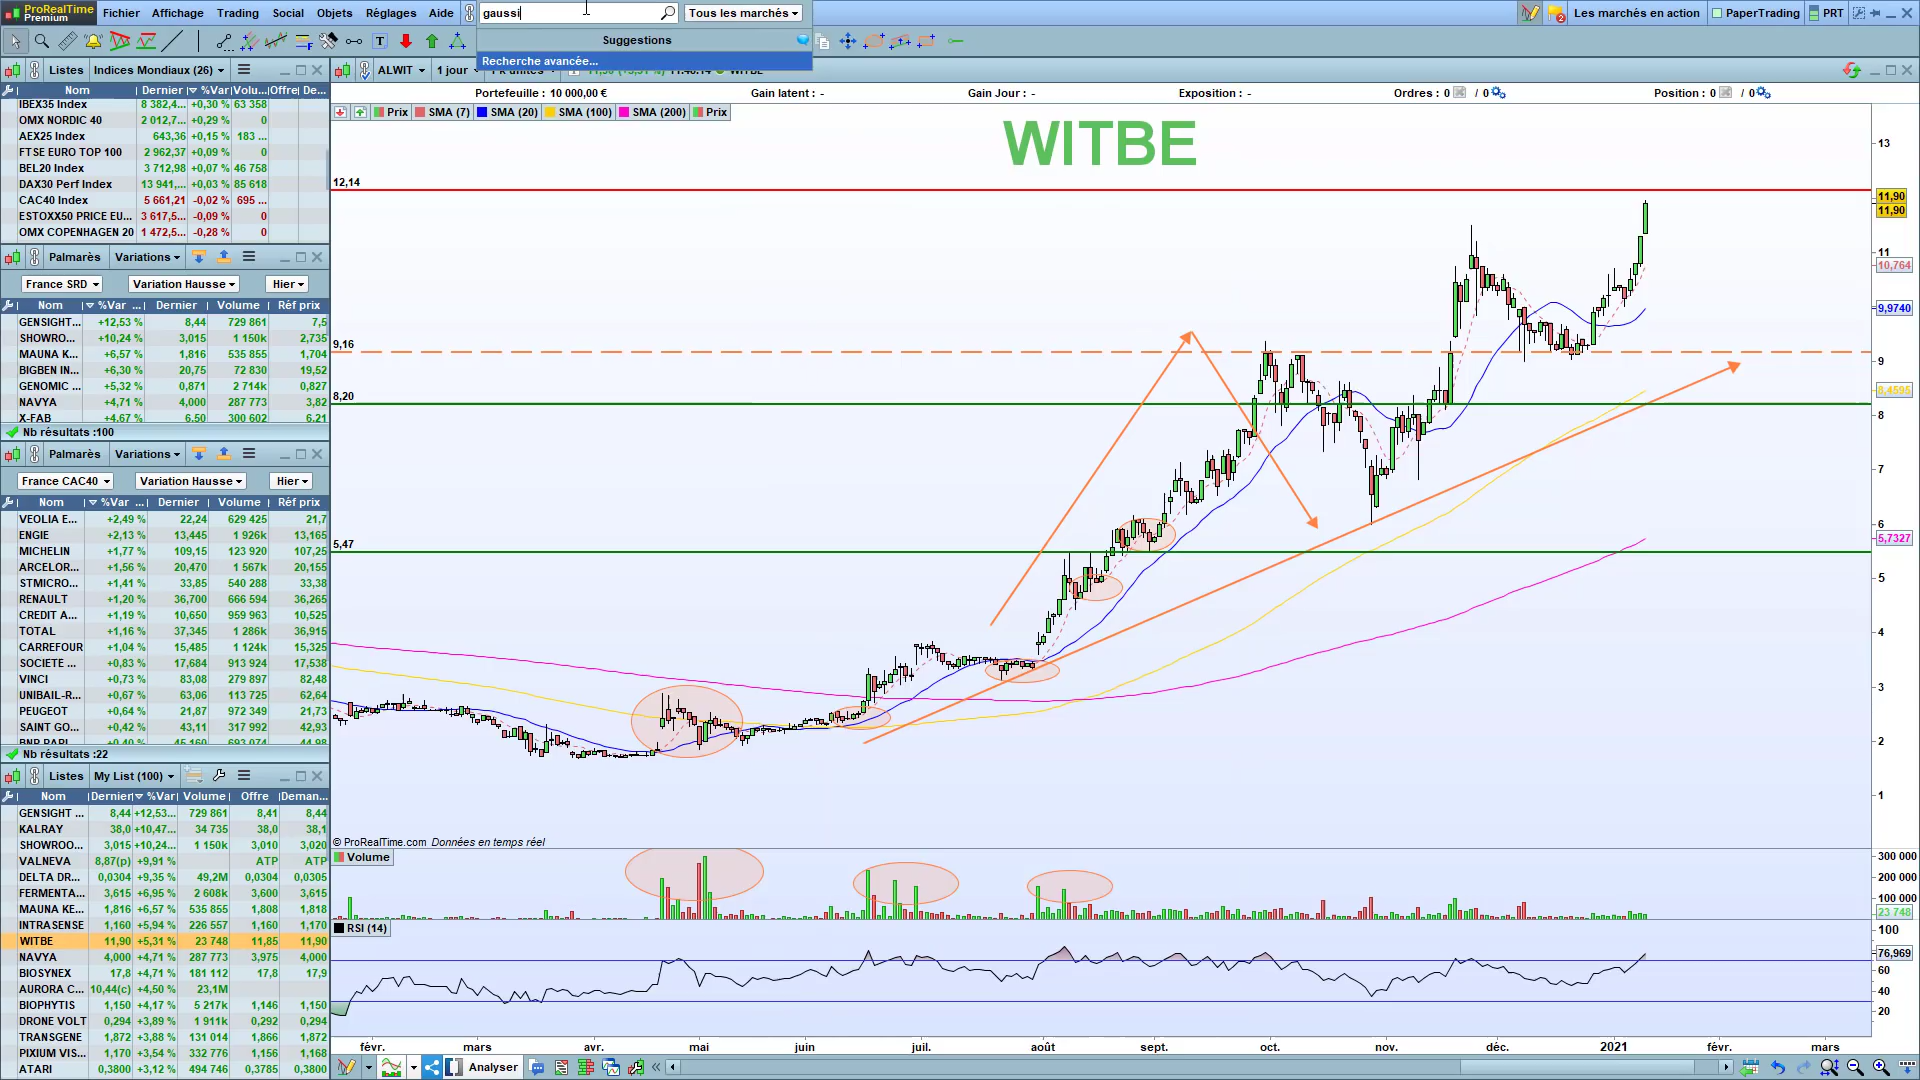 ProRealTime
Premium
Fichier Affichage Trading Social Objets Réglages Aide gaussi Tous les marchés Les marchés en action PaperTrading PRT
Suggestions
Recherche avancée...
Listes Indices Mondiaux (26) ALWIT 1 jour
Portefeuille : 10 000,00 € Gain latent : - Gain Jour : - Exposition : - Ordres : 0 / 0 Position : 0 / 0
Prix SMA (7) SMA (20) SMA (100) SMA (200) Prix
WITBE
Nom Dernier %Var Volu... Offre De...
IBEX35 Index 8 382,4... +0,30 % 63 358
OMX NORDIC 40 2 012,7... +0,29 % 0
AEX25 Index 643,36 +0,15 % 183 ...
FTSE EURO TOP 100 2 962,37 +0,09 % 0
BEL20 Index 3 712,98 +0,07 % 46 758
DAX30 Perf Index 13 941,... +0,03 % 85 618
CAC40 Index 5 661,21 -0,02 % 695 ...
ESTOXX50 PRICE EU... 3 617,5... -0,09 % 0
OMX COPENHAGEN 20 1 472,5... -0,28 % 0
Palmarès Variations
France SRD Variation Hausse Hier
Nom %Var ... Dernier Volume Réf prix
GENSIGHT... +12,53 % 8,44 729 861 7,5
SHOWRO... +10,24 % 3,015 1 150k 2,735
MAUNA K... +6,57 % 1,816 535 855 1,704
BIGBEN IN... +6,30 % 20,75 72 830 19,52
GENOMIC ... +5,32 % 0,871 2 714k 0,827
NAVYA +4,71 % 4,000 287 773 3,82
X-FAB +4,67 % 6.50 300 602 6.21
Nb résultats :100
Palmarès Variations
France CAC40 Variation Hausse Hier
Nom %Var ... Dernier Volume Réf prix
VEOLIA E... +2,49 % 22,24 629 425 21,7
ENGIE +2,13 % 13,445 1 926k 13,165
MICHELIN +1,77 % 109,15 123 920 107,25
ARCELOR... +1,56 % 20,470 1 567k 20,155
STMICRO... +1,41 % 33,85 540 288 33,38
RENAULT +1,20 % 36,700 666 594 36,265
CREDIT A... +1,19 % 10,650 959 963 10,525
TOTAL +1,16 % 37,345 1 286k 36,915
CARREFOUR +1,04 % 15,485 1 124k 15,325
SOCIETE ... +0,83 % 17,684 913 924 17,538
VINCI +0,73 % 83,08 279 897 82,48
UNIBAIL-R... +0,67 % 63,06 113 725 62,64
PEUGEOT +0,64 % 21,87 972 349 21,73
SAINT GO... +0,42 % 43,11 317 992 42,93
Nb résultats :22
Listes My List (100)
Nom Dernier %Var Volume Offre Deman...
GENSIGHT ... 8,44 +12,53... 729 861 8,41 8,44
KALRAY 38,0 +10,47... 34 735 38,0 38,1
SHOWROO... 3,015 +10,24... 1 150k 3,010 3,020
VALNEVA 8,87(p) +9,91 % ATP ATP
DELTA DR... 0,0304 +9,35 % 49,2M 0,0304 0,0305
FERMENTA... 3,615 +6,95 % 2 608k 3,600 3,615
MAUNA KE... 1,816 +6,57 % 535 855 1,808 1,818
INTRASENSE 1,160 +5,94 % 226 557 1,160 1,170
WITBE 11,90 +5,31 % 23 748 11,85 11,90
NAVYA 4,000 +4,71 % 287 773 3,975 4,000
BIOSYNEX 17,8 +4,71 % 181 112 17,8 17,9
AURORA C... 10,44(c) +4,50 % 23,1M
BIOPHYTIS 1,150 +4,17 % 5 217k 1,146 1,150
DRONE VOLT 0,294 +3,89 % 1 911k 0,292 0,294
TRANSGENE 1,872 +3,88 % 131 014 1,866 1,872
PIXIUM VIS... 1,170 +3,54 % 332 776 1,156 1,168
ATARI 0,3800 +3,12 % 494 746 0,3785 0,3800
12,14
9,16
8,20
5,47
13
11,90
11,90
11
10,764
9,9740
9
8,4595
8
7
6
5,7327
5
4
3
2
1
© ProRealTime.com Données en temps réel
Volume
300 000
200 000
100 000
23 748
RSI (14)
100
76,969
60
40
20
févr. mars avr. mai juin juil. août sept. oct. nov. déc. 2021 févr. mars
Analyser